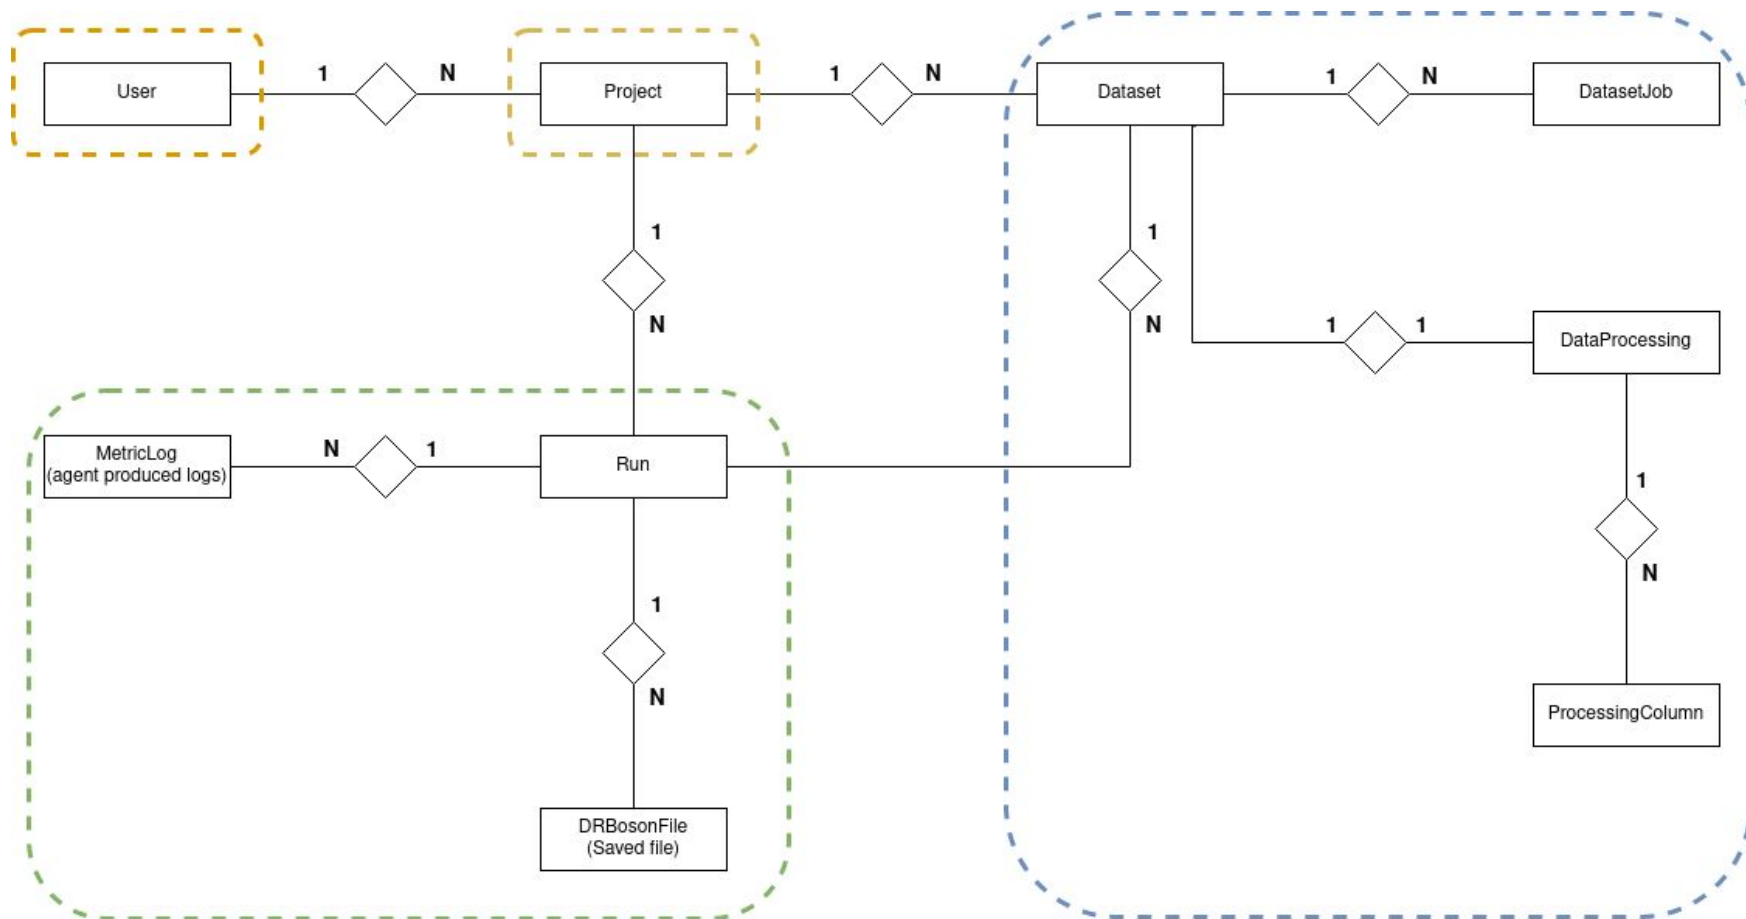 1
N
1
N
1
N
User
Project
Dataset
DatasetJob
1
1
N
N
1
1
DataProcessing
MetricLog
(agent produced logs)
N
1
Run
1
N
1
N
ProcessingColumn
DRBosonFile
(Saved file)